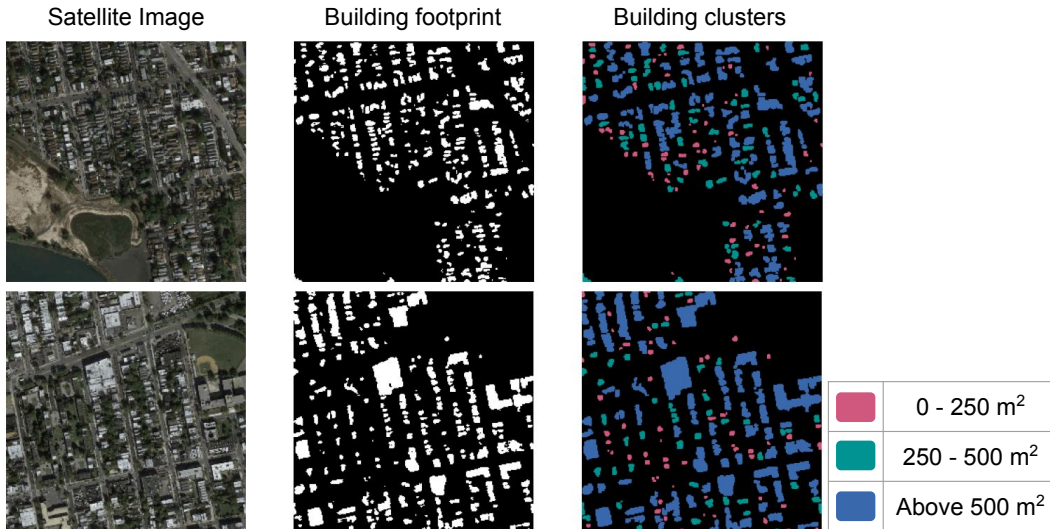 Satellite Image
Building footprint
Building clusters
0 - 250 m²
250 - 500 m²
Above 500 m²